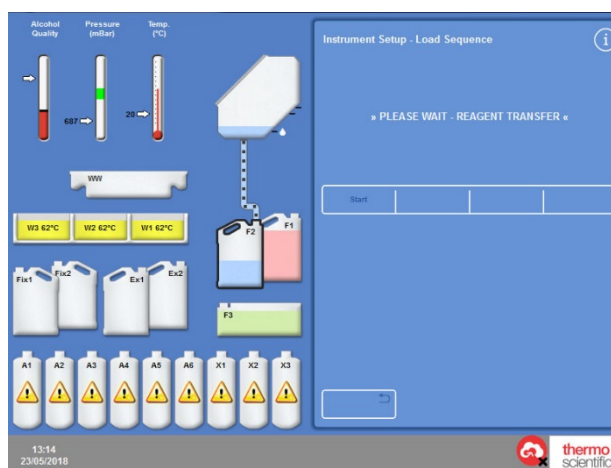 Alcohol
Quality
Pressure
(mBar)
Temp.
(°C)
687
20
WW
W3 62°C
W2 62°C
W1 62°C
Fix1
Fix2
Ex1
Ex2
F2
F1
F3
A1
A2
A3
A4
A5
A6
X1
X2
X3
Instrument Setup - Load Sequence
i
» PLEASE WAIT - REAGENT TRANSFER «
Start
13:14
23/05/2018
thermo
scientific